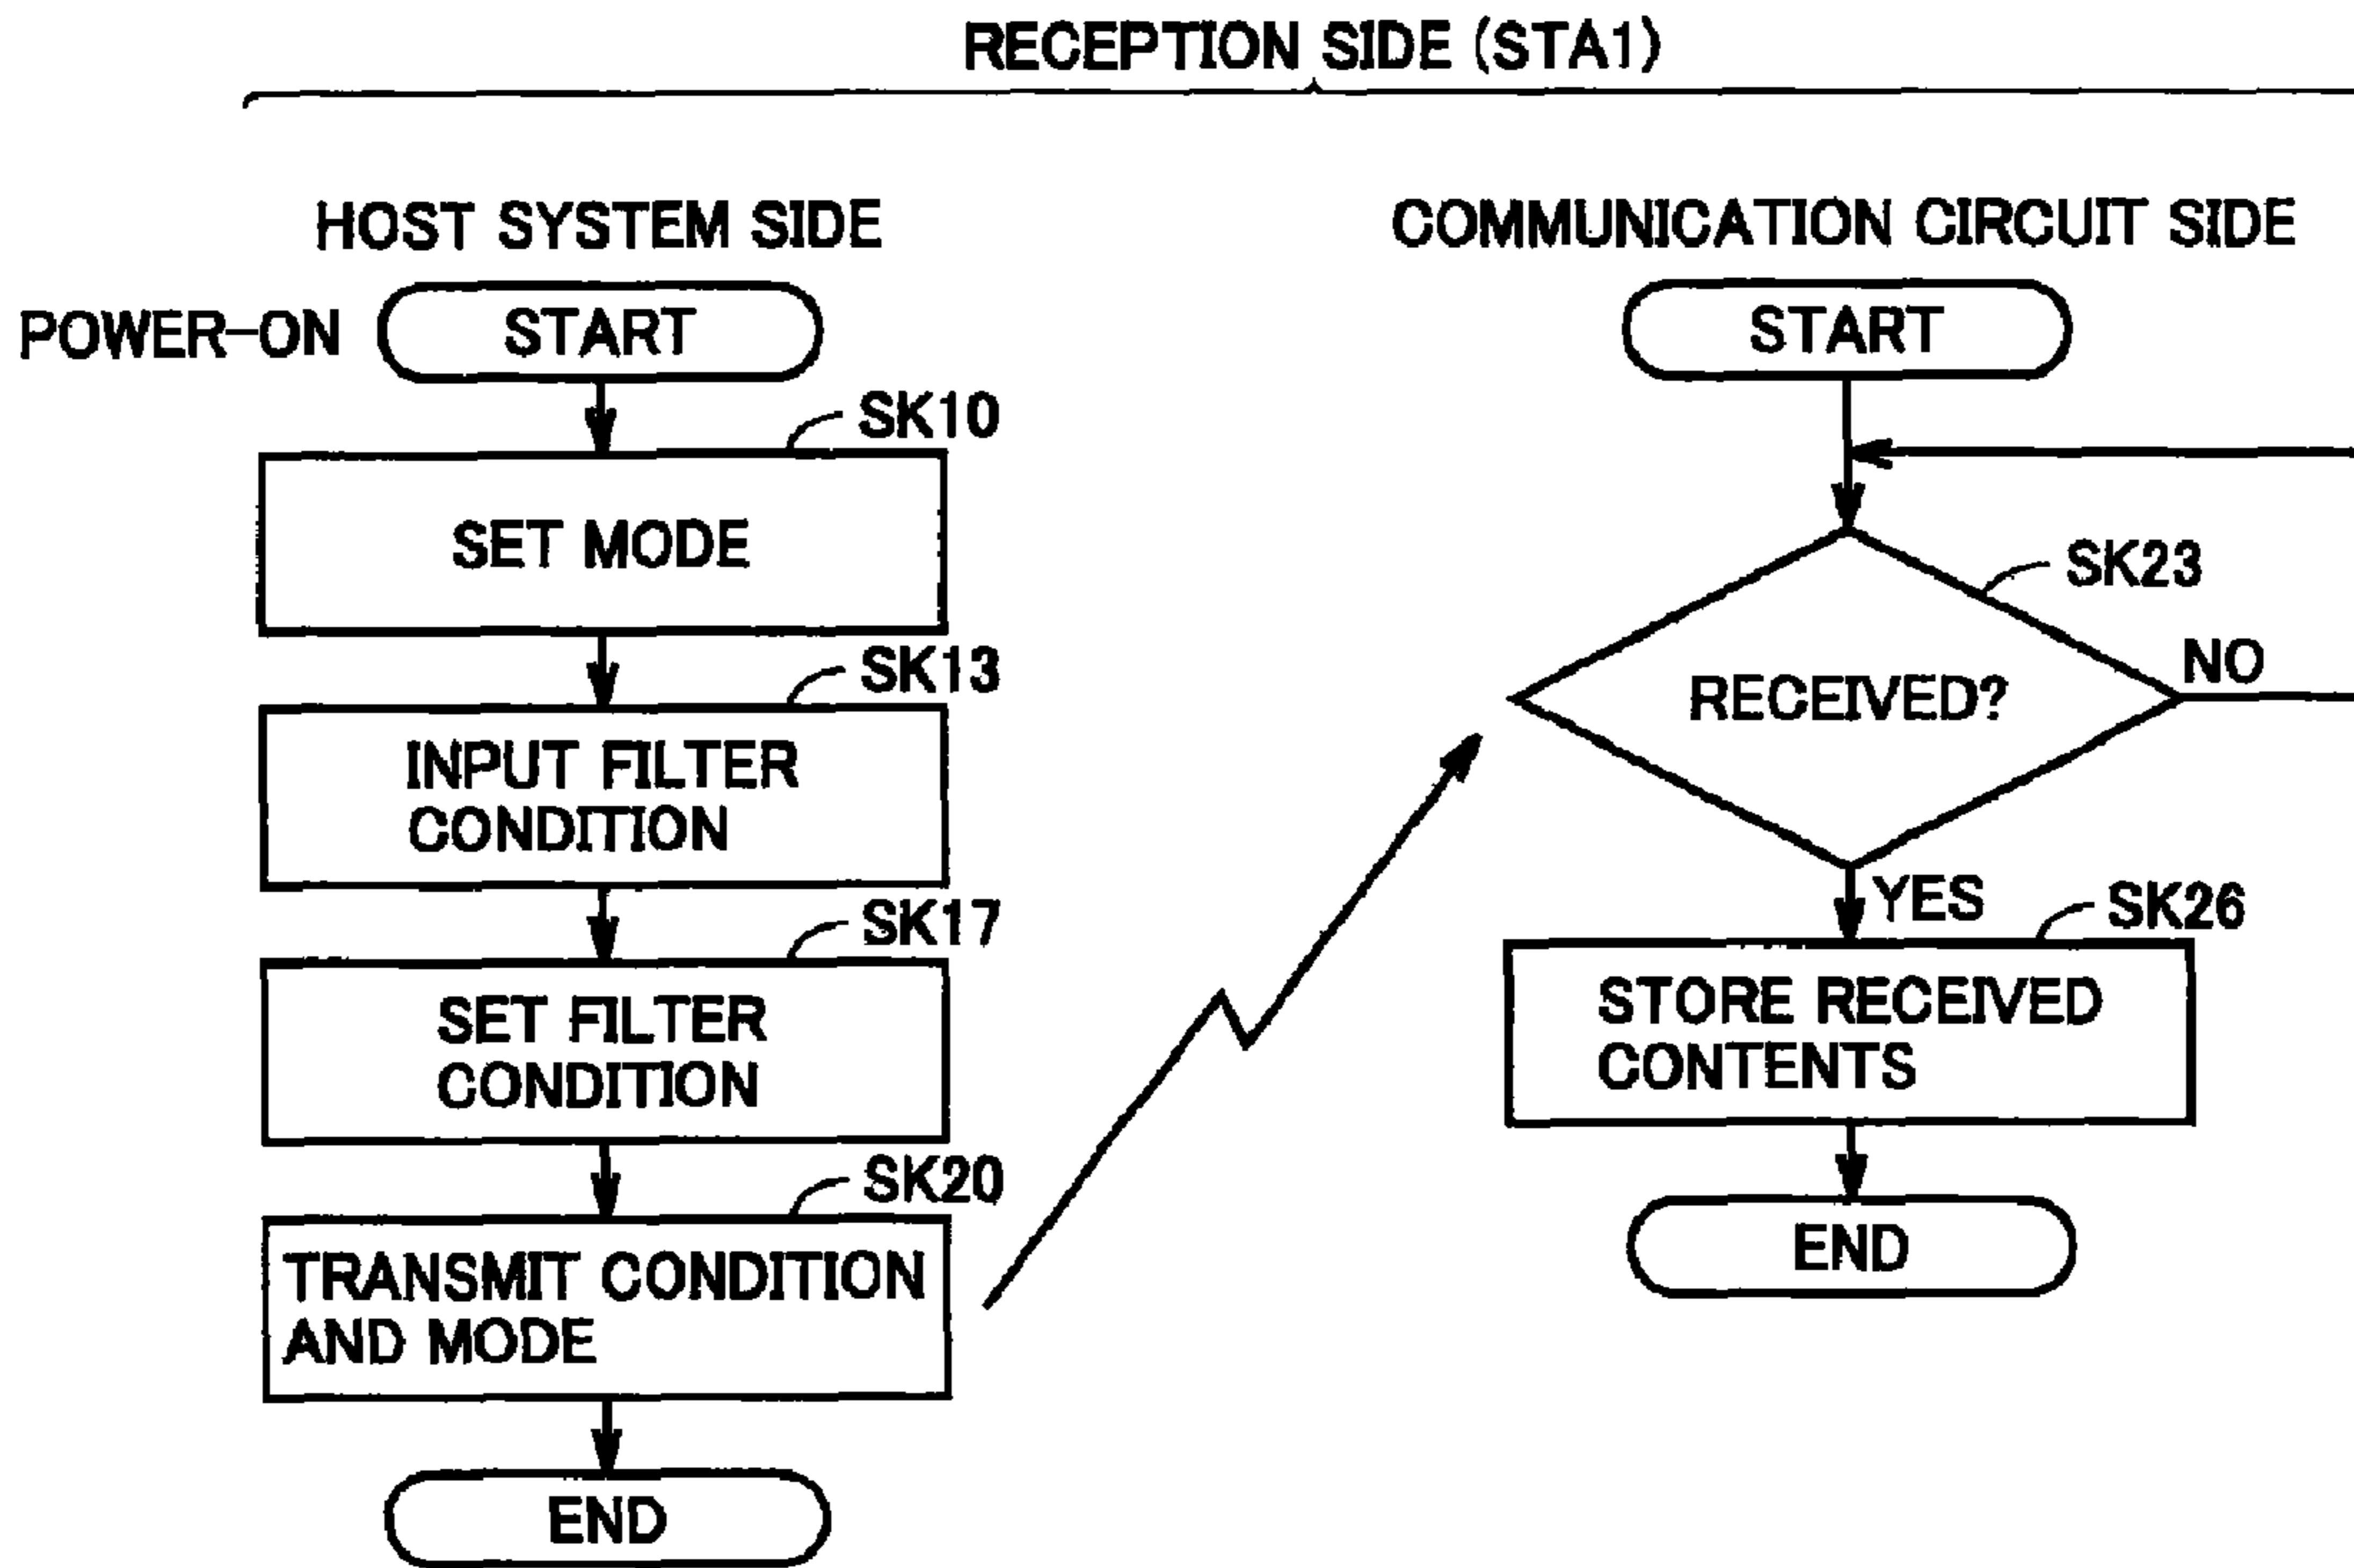 RECEPTION SIDE (STA1)
HOST SYSTEM SIDE
POWER-ON
START
SK10
SET MODE
SK13
INPUT FILTER
CONDITION
SK17
SET FILTER
CONDITION
SK20
TRANSMIT CONDITION
AND MODE
END
COMMUNICATION CIRCUIT SIDE
START
SK23
RECEIVED?
NO
YES
SK26
STORE RECEIVED
CONTENTS
END